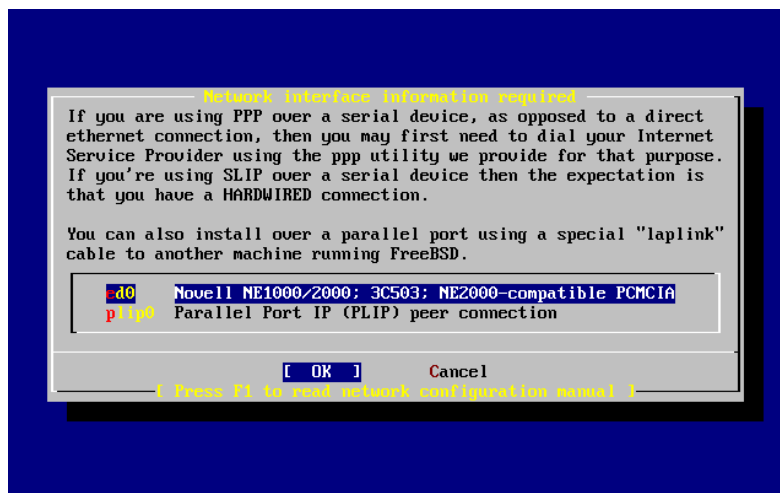 Network interface information required
If you are using PPP over a serial device, as opposed to a direct
ethernet connection, then you may first need to dial your Internet
Service Provider using the ppp utility we provide for that purpose.
If you're using SLIP over a serial device then the expectation is
that you have a HARDWIRED connection.
You can also install over a parallel port using a special "laplink"
cable to another machine running FreeBSD.
ed0 Novell NE1000/2000; 3C503; NE2000-compatible PCMCIA
plip0 Parallel Port IP (PLIP) peer connection
[ OK ] Cancel
[ Press F1 to read network configuration manual ]